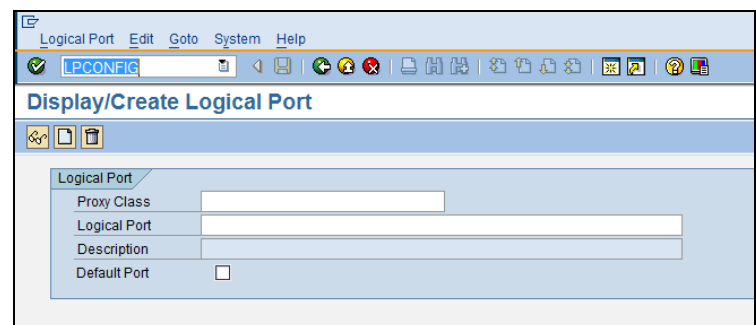 Logical Port Edit Goto System Help
LPCONFIG
Display/Create Logical Port
Logical Port
Proxy Class
Logical Port
Description
Default Port